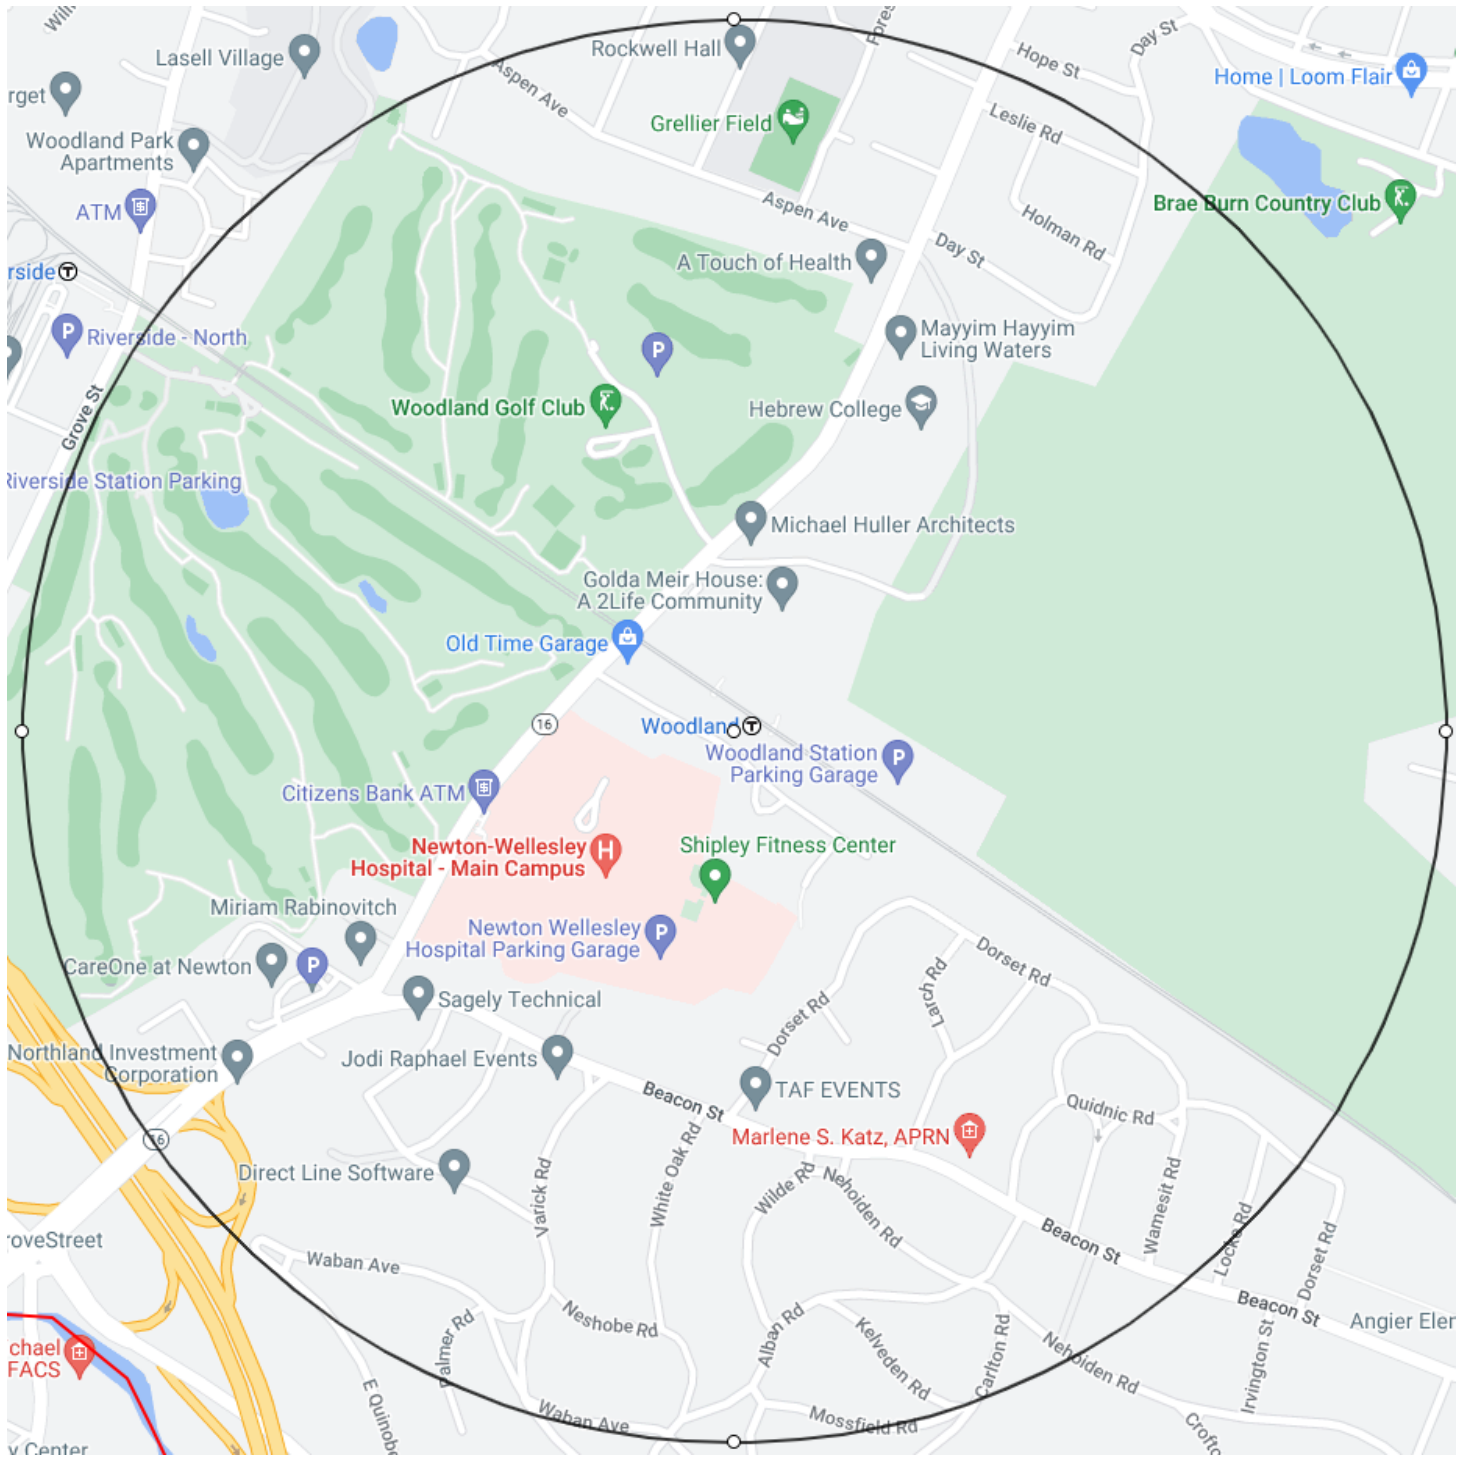 Lasell Village
Rockwell Hall
Day St
Hope St
Home | Loom Flair
rget
Aspen Ave
Leslie Rd
Grellier Field
Woodland Park
Apartments
ATM
Aspen Ave
Brae Burn Country Club
Holman Rd
Day St
A Touch of Health
rside T
P
Riverside - North
P
Mayyim Hayyim
Living Waters
Grove St
Woodland Golf Club
Hebrew College
Riverside Station Parking
Michael Huller Architects
Golda Meir House:
A 2Life Community
Old Time Garage
16
Woodland T
Woodland Station
Parking Garage
P
Citizens Bank ATM
Newton-Wellesley
Hospital - Main Campus
H
Shipley Fitness Center
Miriam Rabinovitch
Newton Wellesley
Hospital Parking Garage
P
CareOne at Newton
P
Dorset Rd
Larch Rd
Sagely Technical
Dorset Rd
Northland Investment
Corporation
Jodi Raphael Events
TAF EVENTS
Beacon St
Quidnic Rd
16
Marlene S. Katz, APRN
Direct Line Software
Varick Rd
White Oak Rd
Wilde Rd
Nehoiden Rd
Wamesit Rd
Locke Rd
Dorset Rd
Beacon St
roveStreet
Waban Ave
Neshobe Rd
Palmer Rd
Alban Rd
Kelveden Rd
Carlton Rd
Nehoiden Rd
Beacon St
Irvington St
Angier Eler
chael
FACS
E Quinobe
Waban Ave
Mossfield Rd
Crofto
y Center